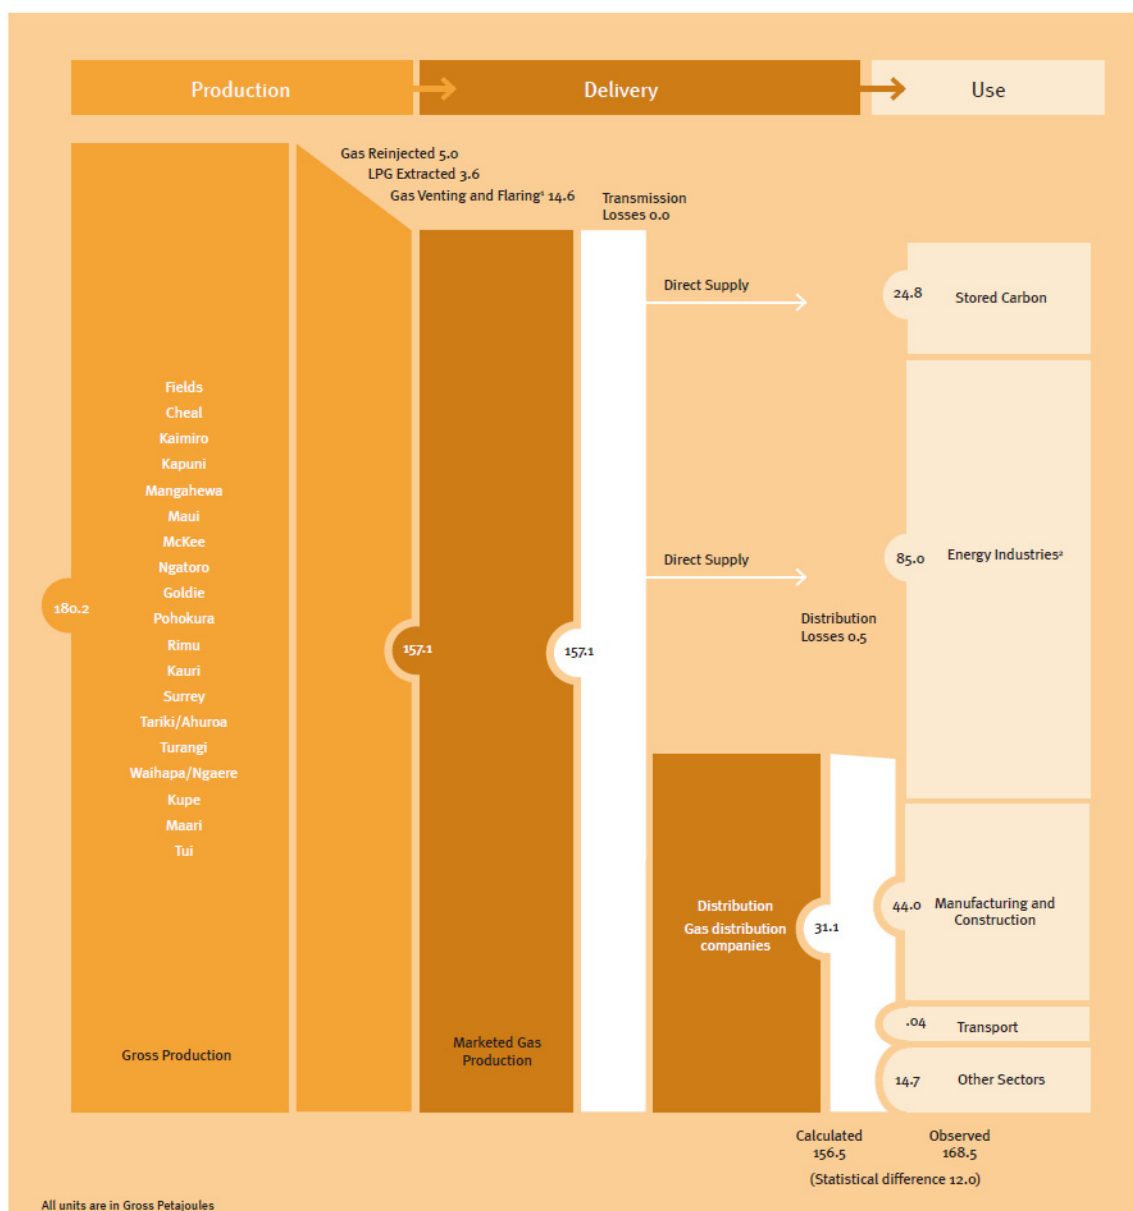 Production
Delivery
Use
Gas Reinjected 5.0
LPG Extracted 3.6
Gas Venting and Flaring¹ 14.6
Transmission
Losses 0.0
Direct Supply
24.8
Stored Carbon
Fields
Cheal
Kaimiro
Kapuni
Mangahewa
Maui
McKee
Ngatoro
Goldie
Pohokura
Rimu
Kauri
Surrey
Tariki/Ahuroa
Turangi
Waihapa/Ngaere
Kupe
Maari
Tui
180.2
Gross Production
157.1
Marketed Gas
Production
157.1
Direct Supply
85.0
Energy Industries²
Distribution
Losses 0.5
Distribution
Gas distribution
companies
31.1
44.0
Manufacturing and
Construction
.04
Transport
14.7
Other Sectors
Calculated
156.5
Observed
168.5
(Statistical difference 12.0)
All units are in Gross Petajoules